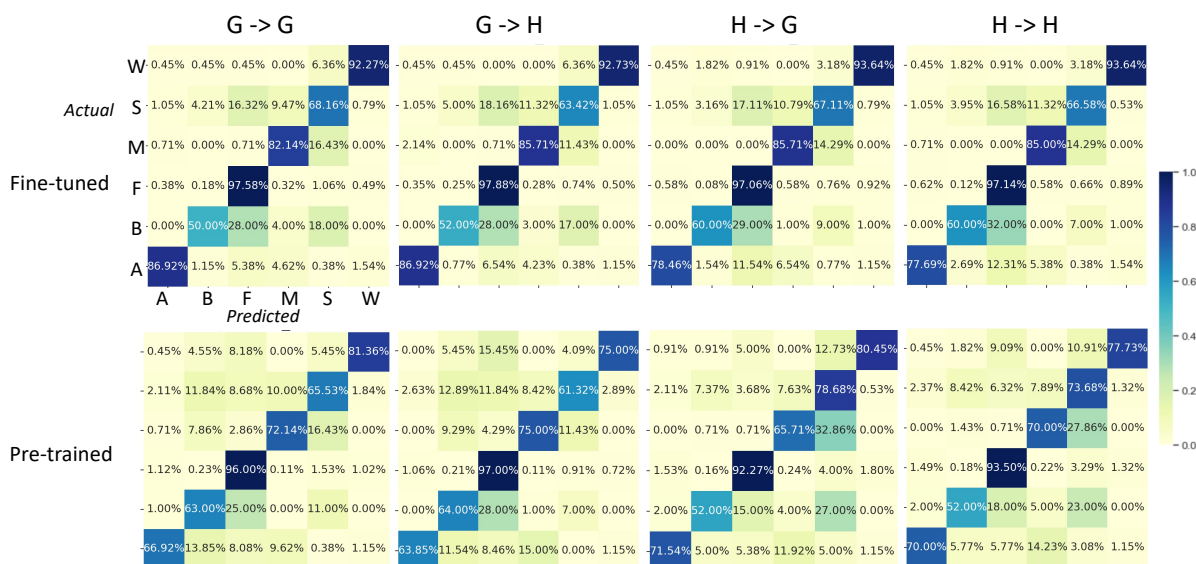 G -> G G -> H H -> G H -> H
W 0.45% 0.45% 0.45% 0.00% 6.36% 92.27% 0.45% 0.45% 0.00% 0.00% 6.36% 92.73% 0.45% 1.82% 0.91% 0.00% 3.18% 93.64% 0.45% 1.82% 0.91% 0.00% 3.18% 93.64%
Actual S 1.05% 4.21% 16.32% 9.47% 68.16% 0.79% 1.05% 5.00% 18.16% 11.32% 63.42% 1.05% 1.05% 3.16% 17.11% 10.79% 67.11% 0.79% 1.05% 3.95% 16.58% 11.32% 66.58% 0.53%
M 0.71% 0.00% 0.71% 82.14% 16.43% 0.00% 2.14% 0.00% 0.71% 85.71% 11.43% 0.00% 0.00% 0.00% 0.00% 85.71% 14.29% 0.00% 0.71% 0.00% 0.00% 85.00% 14.29% 0.00%
1.0
Fine-tuned F 0.38% 0.18% 97.58% 0.32% 1.06% 0.49% 0.35% 0.25% 97.88% 0.28% 0.74% 0.50% 0.58% 0.08% 97.06% 0.58% 0.76% 0.92% 0.62% 0.12% 97.14% 0.58% 0.66% 0.89%
0.8
B 0.00% 50.00% 28.00% 4.00% 18.00% 0.00% 0.00% 52.00% 28.00% 3.00% 17.00% 0.00% 0.00% 60.00% 29.00% 1.00% 9.00% 1.00% 0.00% 60.00% 32.00% 0.00% 7.00% 1.00%
A 86.92% 1.15% 5.38% 4.62% 0.38% 1.54% 86.92% 0.77% 6.54% 4.23% 0.38% 1.15% 78.46% 1.54% 11.54% 6.54% 0.77% 1.15% 77.69% 2.69% 12.31% 5.38% 0.38% 1.54%
0.6
A B F M S W
Predicted
0.4
0.45% 4.55% 8.18% 0.00% 5.45% 81.36% 0.00% 5.45% 15.45% 0.00% 4.09% 75.00% 0.91% 0.91% 5.00% 0.00% 12.73% 80.45% 0.45% 1.82% 9.09% 0.00% 10.91% 77.73%
0.2
2.11% 11.84% 8.68% 10.00% 65.53% 1.84% 2.63% 12.89% 11.84% 8.42% 61.32% 2.89% 2.11% 7.37% 3.68% 7.63% 78.68% 0.53% 2.37% 8.42% 6.32% 7.89% 73.68% 1.32%
0.71% 7.86% 2.86% 72.14% 16.43% 0.00% 0.00% 9.29% 4.29% 75.00% 11.43% 0.00% 0.00% 0.71% 0.71% 65.71% 32.86% 0.00% 0.00% 1.43% 0.71% 70.00% 27.86% 0.00%
0.0
Pre-trained 1.12% 0.23% 96.00% 0.11% 1.53% 1.02% 1.06% 0.21% 97.00% 0.11% 0.91% 0.72% 1.53% 0.16% 92.27% 0.24% 4.00% 1.80% 1.49% 0.18% 93.50% 0.22% 3.29% 1.32%
1.00% 63.00% 25.00% 0.00% 11.00% 0.00% 0.00% 64.00% 28.00% 1.00% 7.00% 0.00% 2.00% 52.00% 15.00% 4.00% 27.00% 0.00% 2.00% 52.00% 18.00% 5.00% 23.00% 0.00%
66.92% 13.85% 8.08% 9.62% 0.38% 1.15% 63.85% 11.54% 8.46% 15.00% 0.00% 1.15% 71.54% 5.00% 5.38% 11.92% 5.00% 1.15% 70.00% 5.77% 5.77% 14.23% 3.08% 1.15%